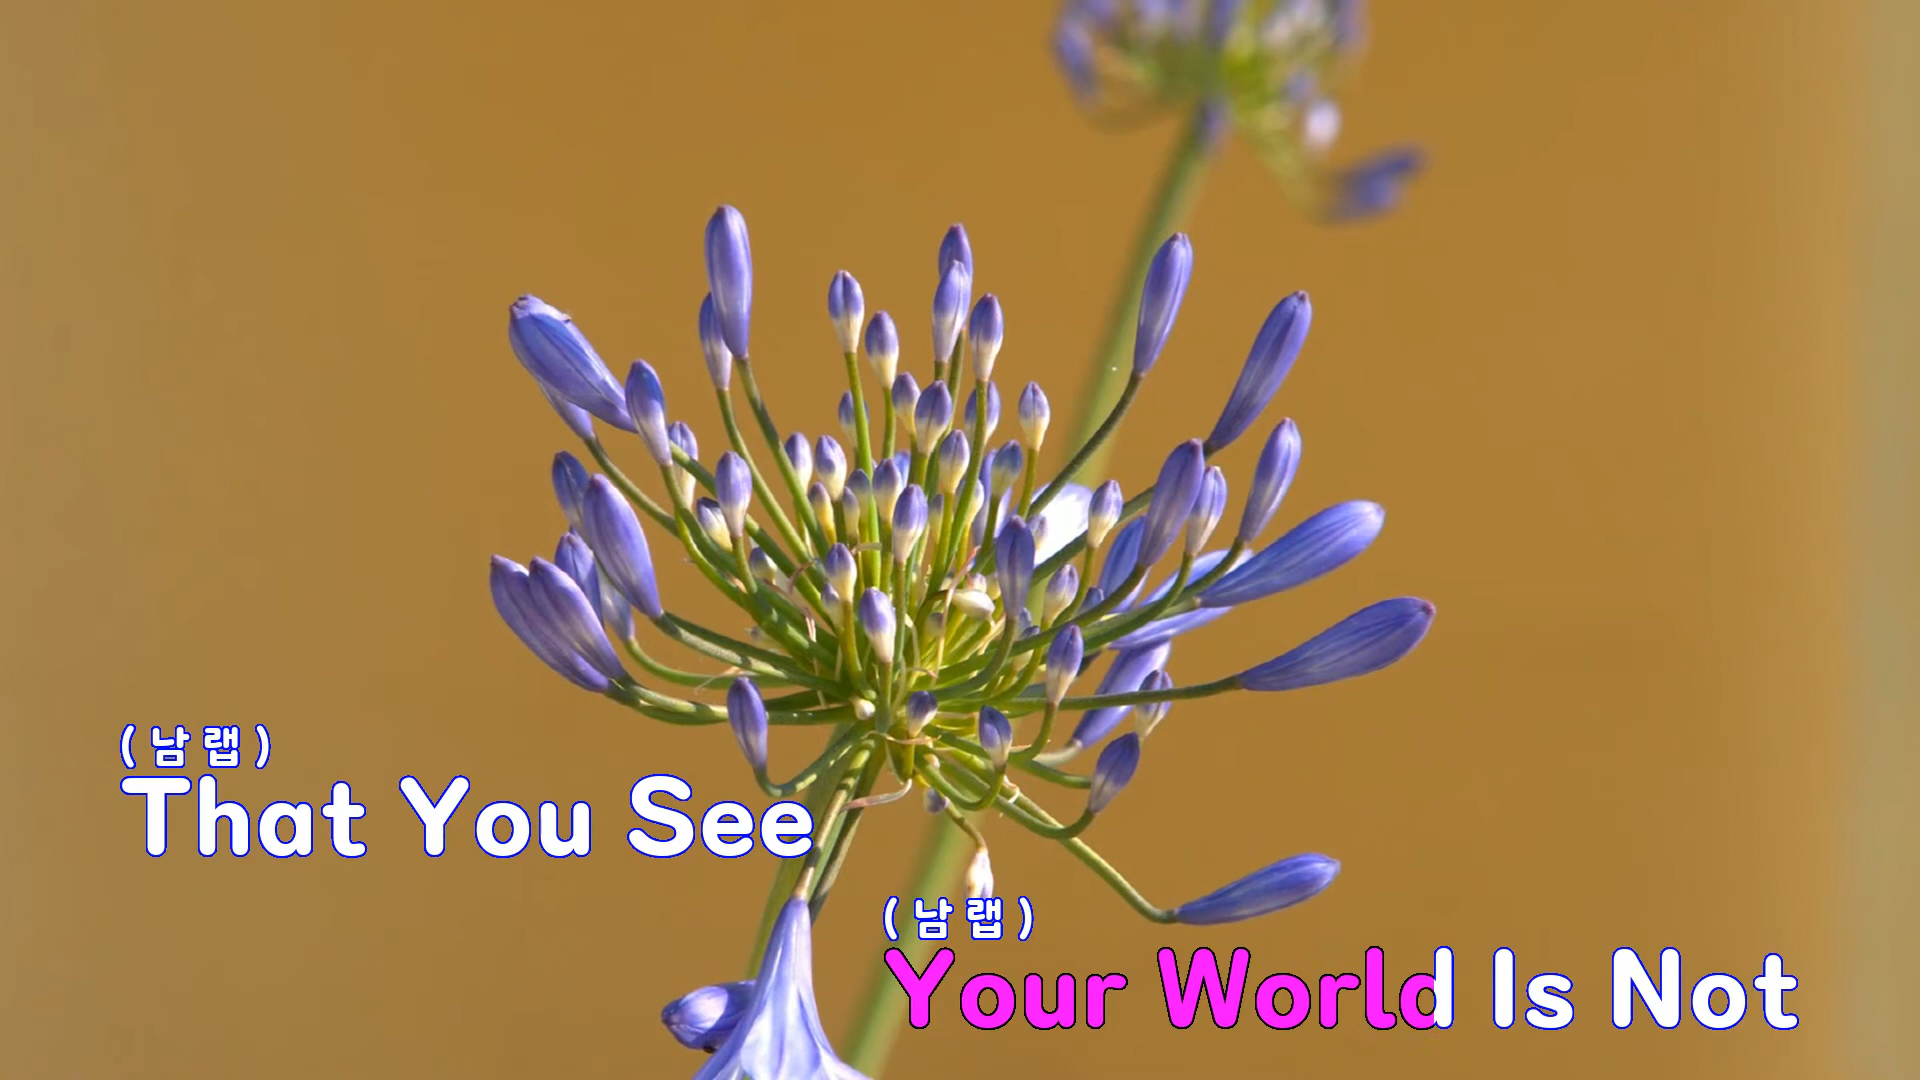 ( 남 랩 )
That You See
( 남 랩 )
Your World Is Not